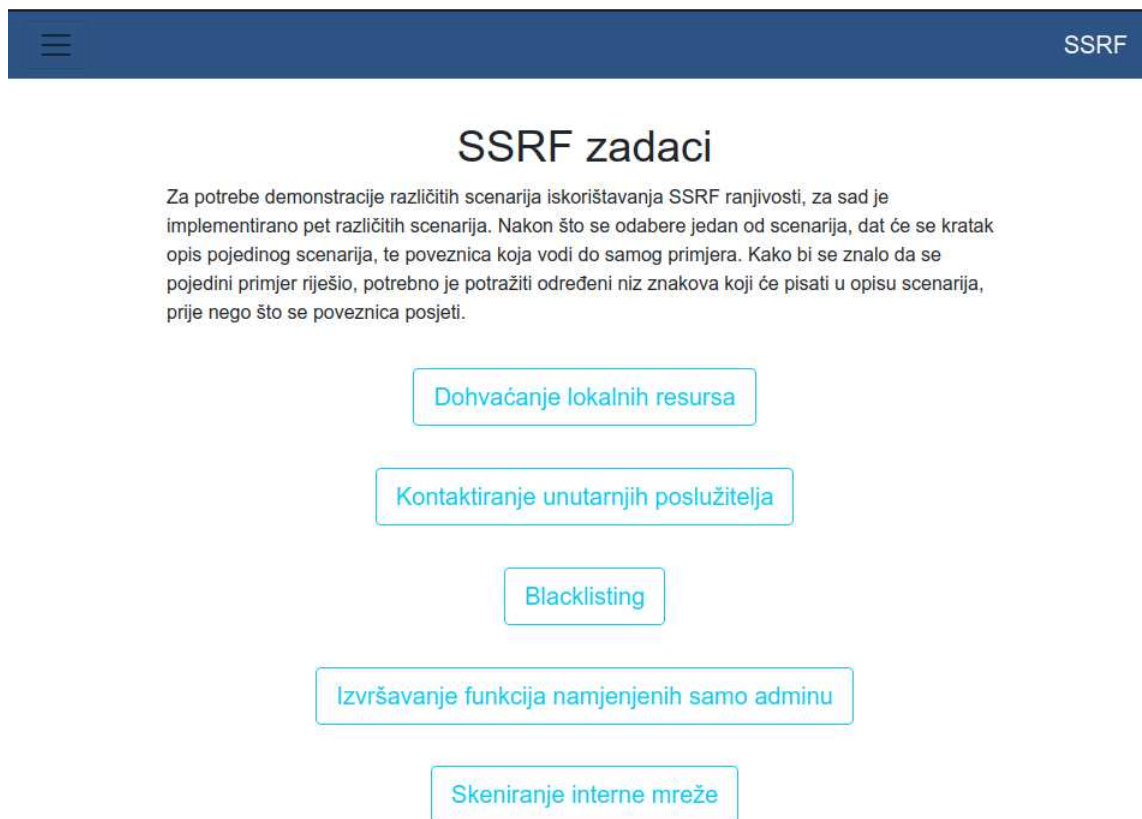 SSRF
SSRF zadaci
Za potrebe demonstracije različitih scenarija iskorištavanja SSRF ranjivosti, za sad je
implementirano pet različitih scenarija. Nakon što se odabere jedan od scenarija, dat će se kratak
opis pojedinog scenarija, te poveznica koja vodi do samog primjera. Kako bi se znalo da se
pojedini primjer riješio, potrebno je potražiti određeni niz znakova koji će pisati u opisu scenarija,
prije nego što se poveznica posjeti.
Dohvaćanje lokalnih resursa
Kontaktiranje unutarnjih poslužitelja
Blacklisting
Izvršavanje funkcija namjenjenih samo adminu
Skeniranje interne mreže